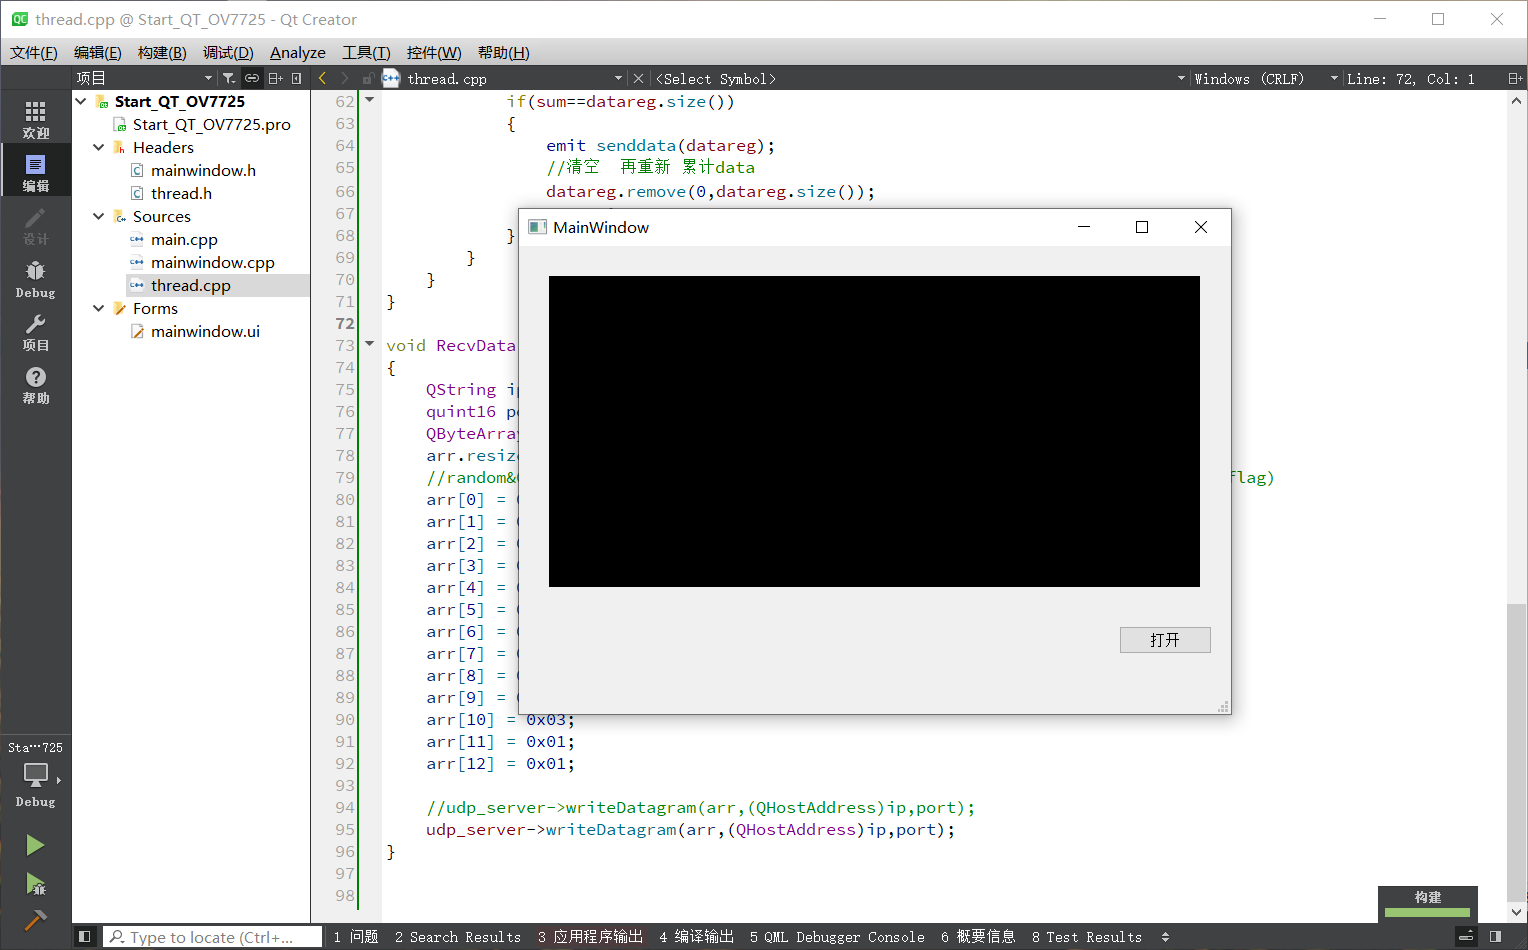 thread.cpp @ Start_QT_OV7725 - Qt Creator
文件(F) 编辑(E) 构建(B) 调试(D) Analyze 工具(T) 控件(W) 帮助(H)
项目 thread.cpp <Select Symbol> Windows (CRLF) Line: 72, Col: 1
欢迎
编辑
设计
Debug
项目
帮助
Sta…725
Debug
Start_QT_OV7725
Start_QT_OV7725.pro
Headers
mainwindow.h
thread.h
Sources
main.cpp
mainwindow.cpp
thread.cpp
Forms
mainwindow.ui
62 if(sum==datareg.size())
63 {
64 emit senddata(datareg);
65 //清空 再重新 累计data
66 datareg.remove(0,datareg.size());
67
68 }
69 }
70 }
71 }
72
73 void RecvData
74 {
75 QString ip
76 quint16 po
77 QByteArray
78 arr.resize
79 //random& flag)
80 arr[0] =
81 arr[1] =
82 arr[2] =
83 arr[3] =
84 arr[4] =
85 arr[5] =
86 arr[6] =
87 arr[7] =
88 arr[8] =
89 arr[9] =
90 arr[10] = 0x03;
91 arr[11] = 0x01;
92 arr[12] = 0x01;
93
94 //udp_server->writeDatagram(arr,(QHostAddress)ip,port);
95 udp_server->writeDatagram(arr,(QHostAddress)ip,port);
96 }
97
98
MainWindow
打开
构建
Type to locate (Ctrl+... 1 问题 2 Search Results 3 应用程序输出 4 编译输出 5 QML Debugger Console 6 概要信息 8 Test Results